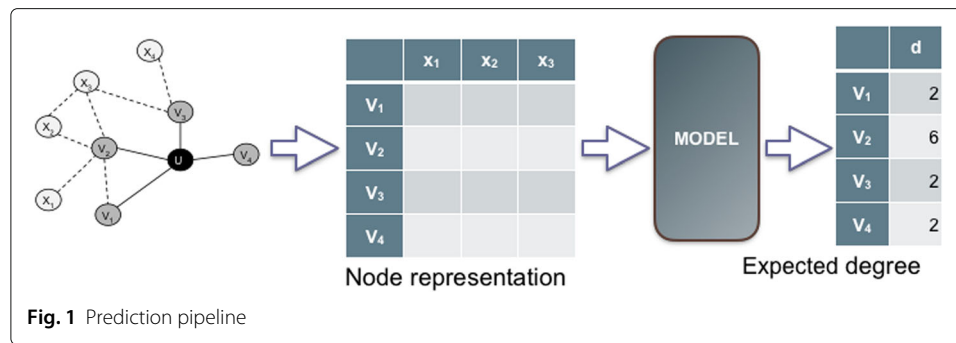 X₄
X₃
V₃
X₂
V₂
U
V₄
X₁
V₁
x₁ x₂ x₃
V₁
V₂
V₃
V₄
Node representation
MODEL
d
V₁ 2
V₂ 6
V₃ 2
V₄ 2
Expected degree
Fig. 1 Prediction pipeline